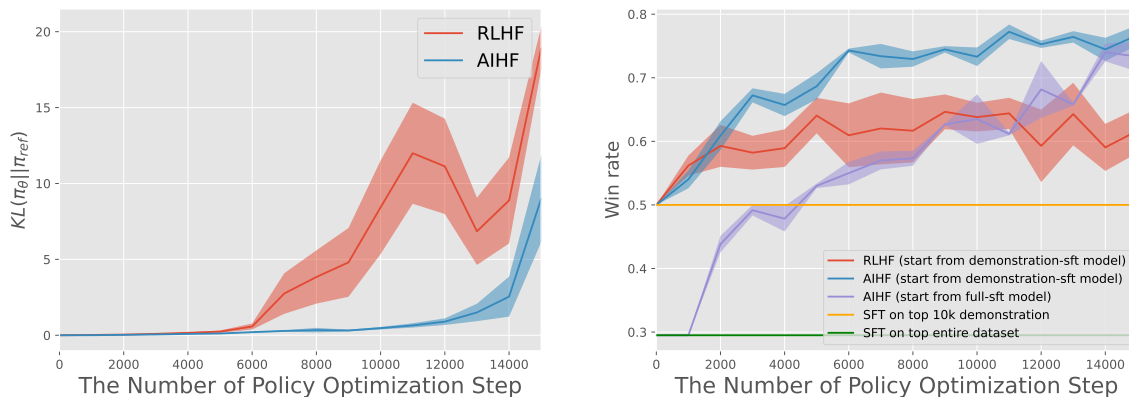 20
15
10
5
0
KL(π_θ||π_ref)
RLHF
AIHF
0 2000 4000 6000 8000 10000 12000 14000
The Number of Policy Optimization Step
0.8
0.7
0.6
0.5
0.4
0.3
Win rate
RLHF (start from demonstration-sft model)
AIHF (start from demonstration-sft model)
AIHF (start from full-sft model)
SFT on top 10k demonstration
SFT on top entire dataset
0 2000 4000 6000 8000 10000 12000 14000
The Number of Policy Optimization Step